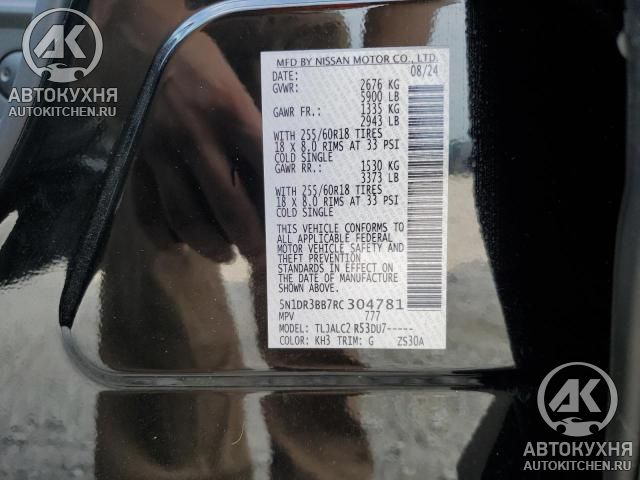 AK
АВТОКУХНЯ
AUTOKITCHEN.RU
MFD BY NISSAN MOTOR CO., LTD.
DATE: 08/24
GVWR: 2676 KG
5900 LB
GAWR FR.: 1335 KG
2943 LB
WITH 255/60R18 TIRES
18 X 8.0 RIMS AT 33 PSI
COLD SINGLE
GAWR RR.: 1530 KG
3373 LB
WITH 255/60R18 TIRES
18 X 8.0 RIMS AT 33 PSI
COLD SINGLE
THIS VEHICLE CONFORMS TO
ALL APPLICABLE FEDERAL
MOTOR VEHICLE SAFETY
AND THEFT PREVENTION
STANDARDS IN EFFECT ON
THE DATE OF MANUFACTURE
SHOWN ABOVE.
5N1DR3BB7RC304781
MPV 777
MODEL: TLJALC2 R53DU7-----
COLOR: KH3 TRIM: G ZS30A
AK
АВТОКУХНЯ
AUTOKITCHEN.RU